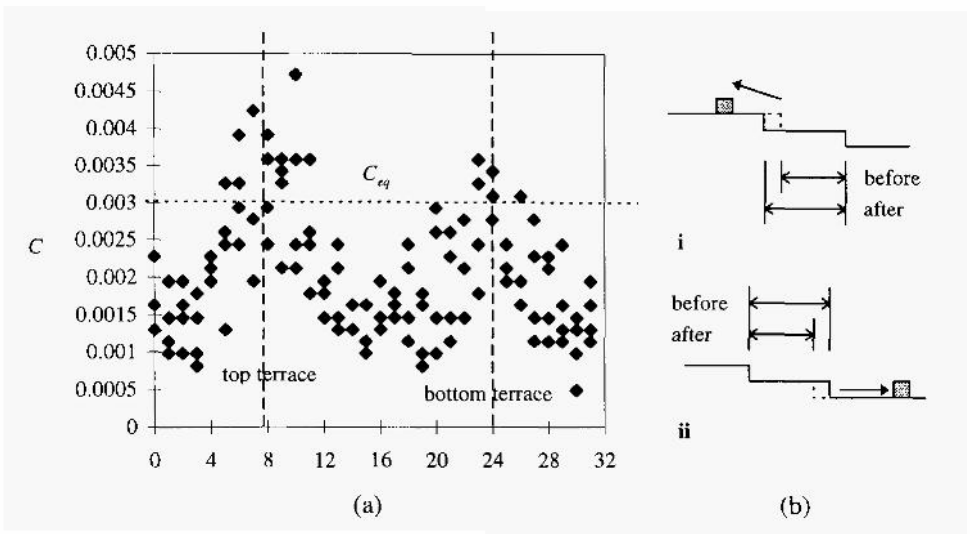 0.005
0.0045
0.004
0.0035
0.003
0.0025
0.002
0.0015
0.001
0.0005
0
C
C_eq
top terrace
bottom terrace
0 4 8 12 16 20 24 28 32
(a)
before
after
i
before
after
ii
(b)